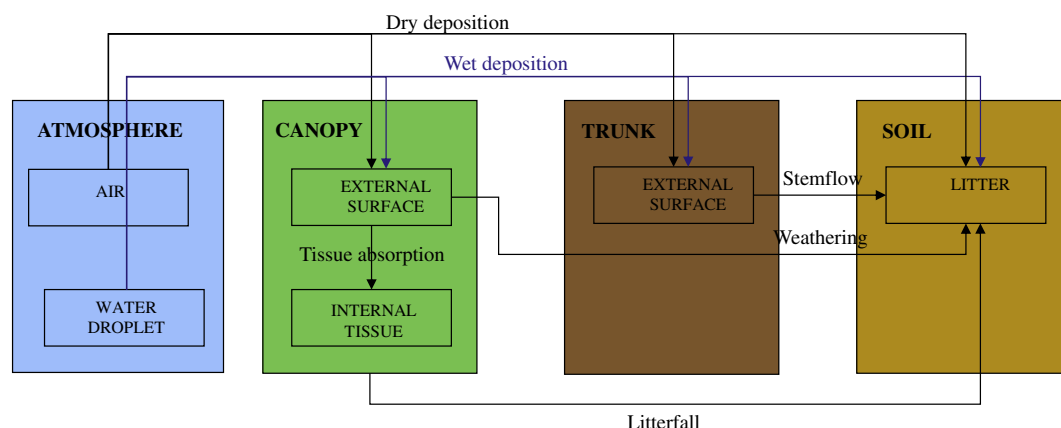 Dry deposition
Wet deposition
ATMOSPHERE
CANOPY
TRUNK
SOIL
AIR
EXTERNAL
SURFACE
EXTERNAL
SURFACE
Stemflow
LITTER
Weathering
Tissue absorption
WATER
DROPLET
INTERNAL
TISSUE
Litterfall